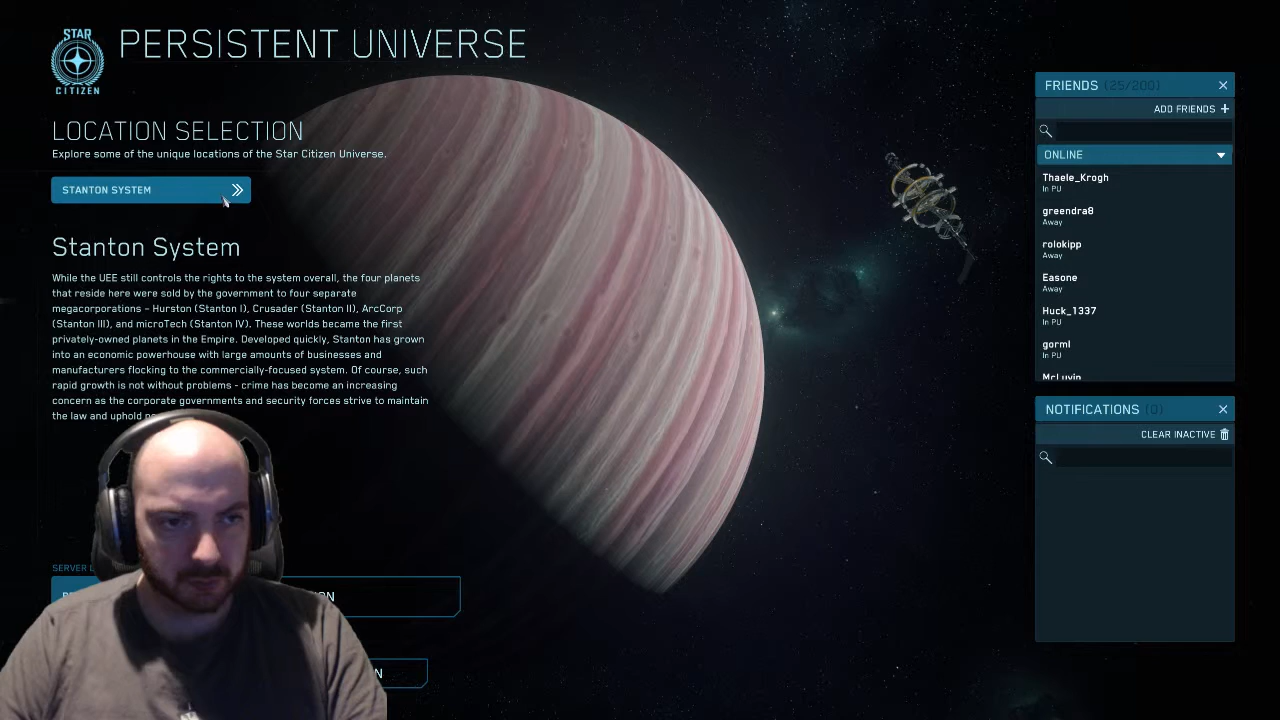 STAR
CITIZEN
PERSISTENT UNIVERSE
LOCATION SELECTION
Explore some of the unique locations of the Star Citizen Universe.
STANTON SYSTEM
Stanton System
While the UEE still controls the rights to the system overall, the four planets
that reside here were sold by the government to four separate
megacorporations – Hurston (Stanton I), Crusader (Stanton II), ArcCorp
(Stanton III), and microTech (Stanton IV). These worlds became the first
privately-owned planets in the Empire. Developed quickly, Stanton has grown
into an economic powerhouse with large amounts of businesses and
manufacturers flocking to the commercially-focused system. Of course, such
rapid growth is not without problems - crime has become an increasing
concern as the corporate governments and security forces strive to maintain
the law and uphold
SERVER
FRIENDS (25/200)
ADD FRIENDS +
ONLINE
Thaele_Krogh
In PU
greendra8
Away
rolokipp
Away
Easone
Away
Huck_1337
In PU
gorml
In PU
McLuvin
NOTIFICATIONS (0)
CLEAR INACTIVE